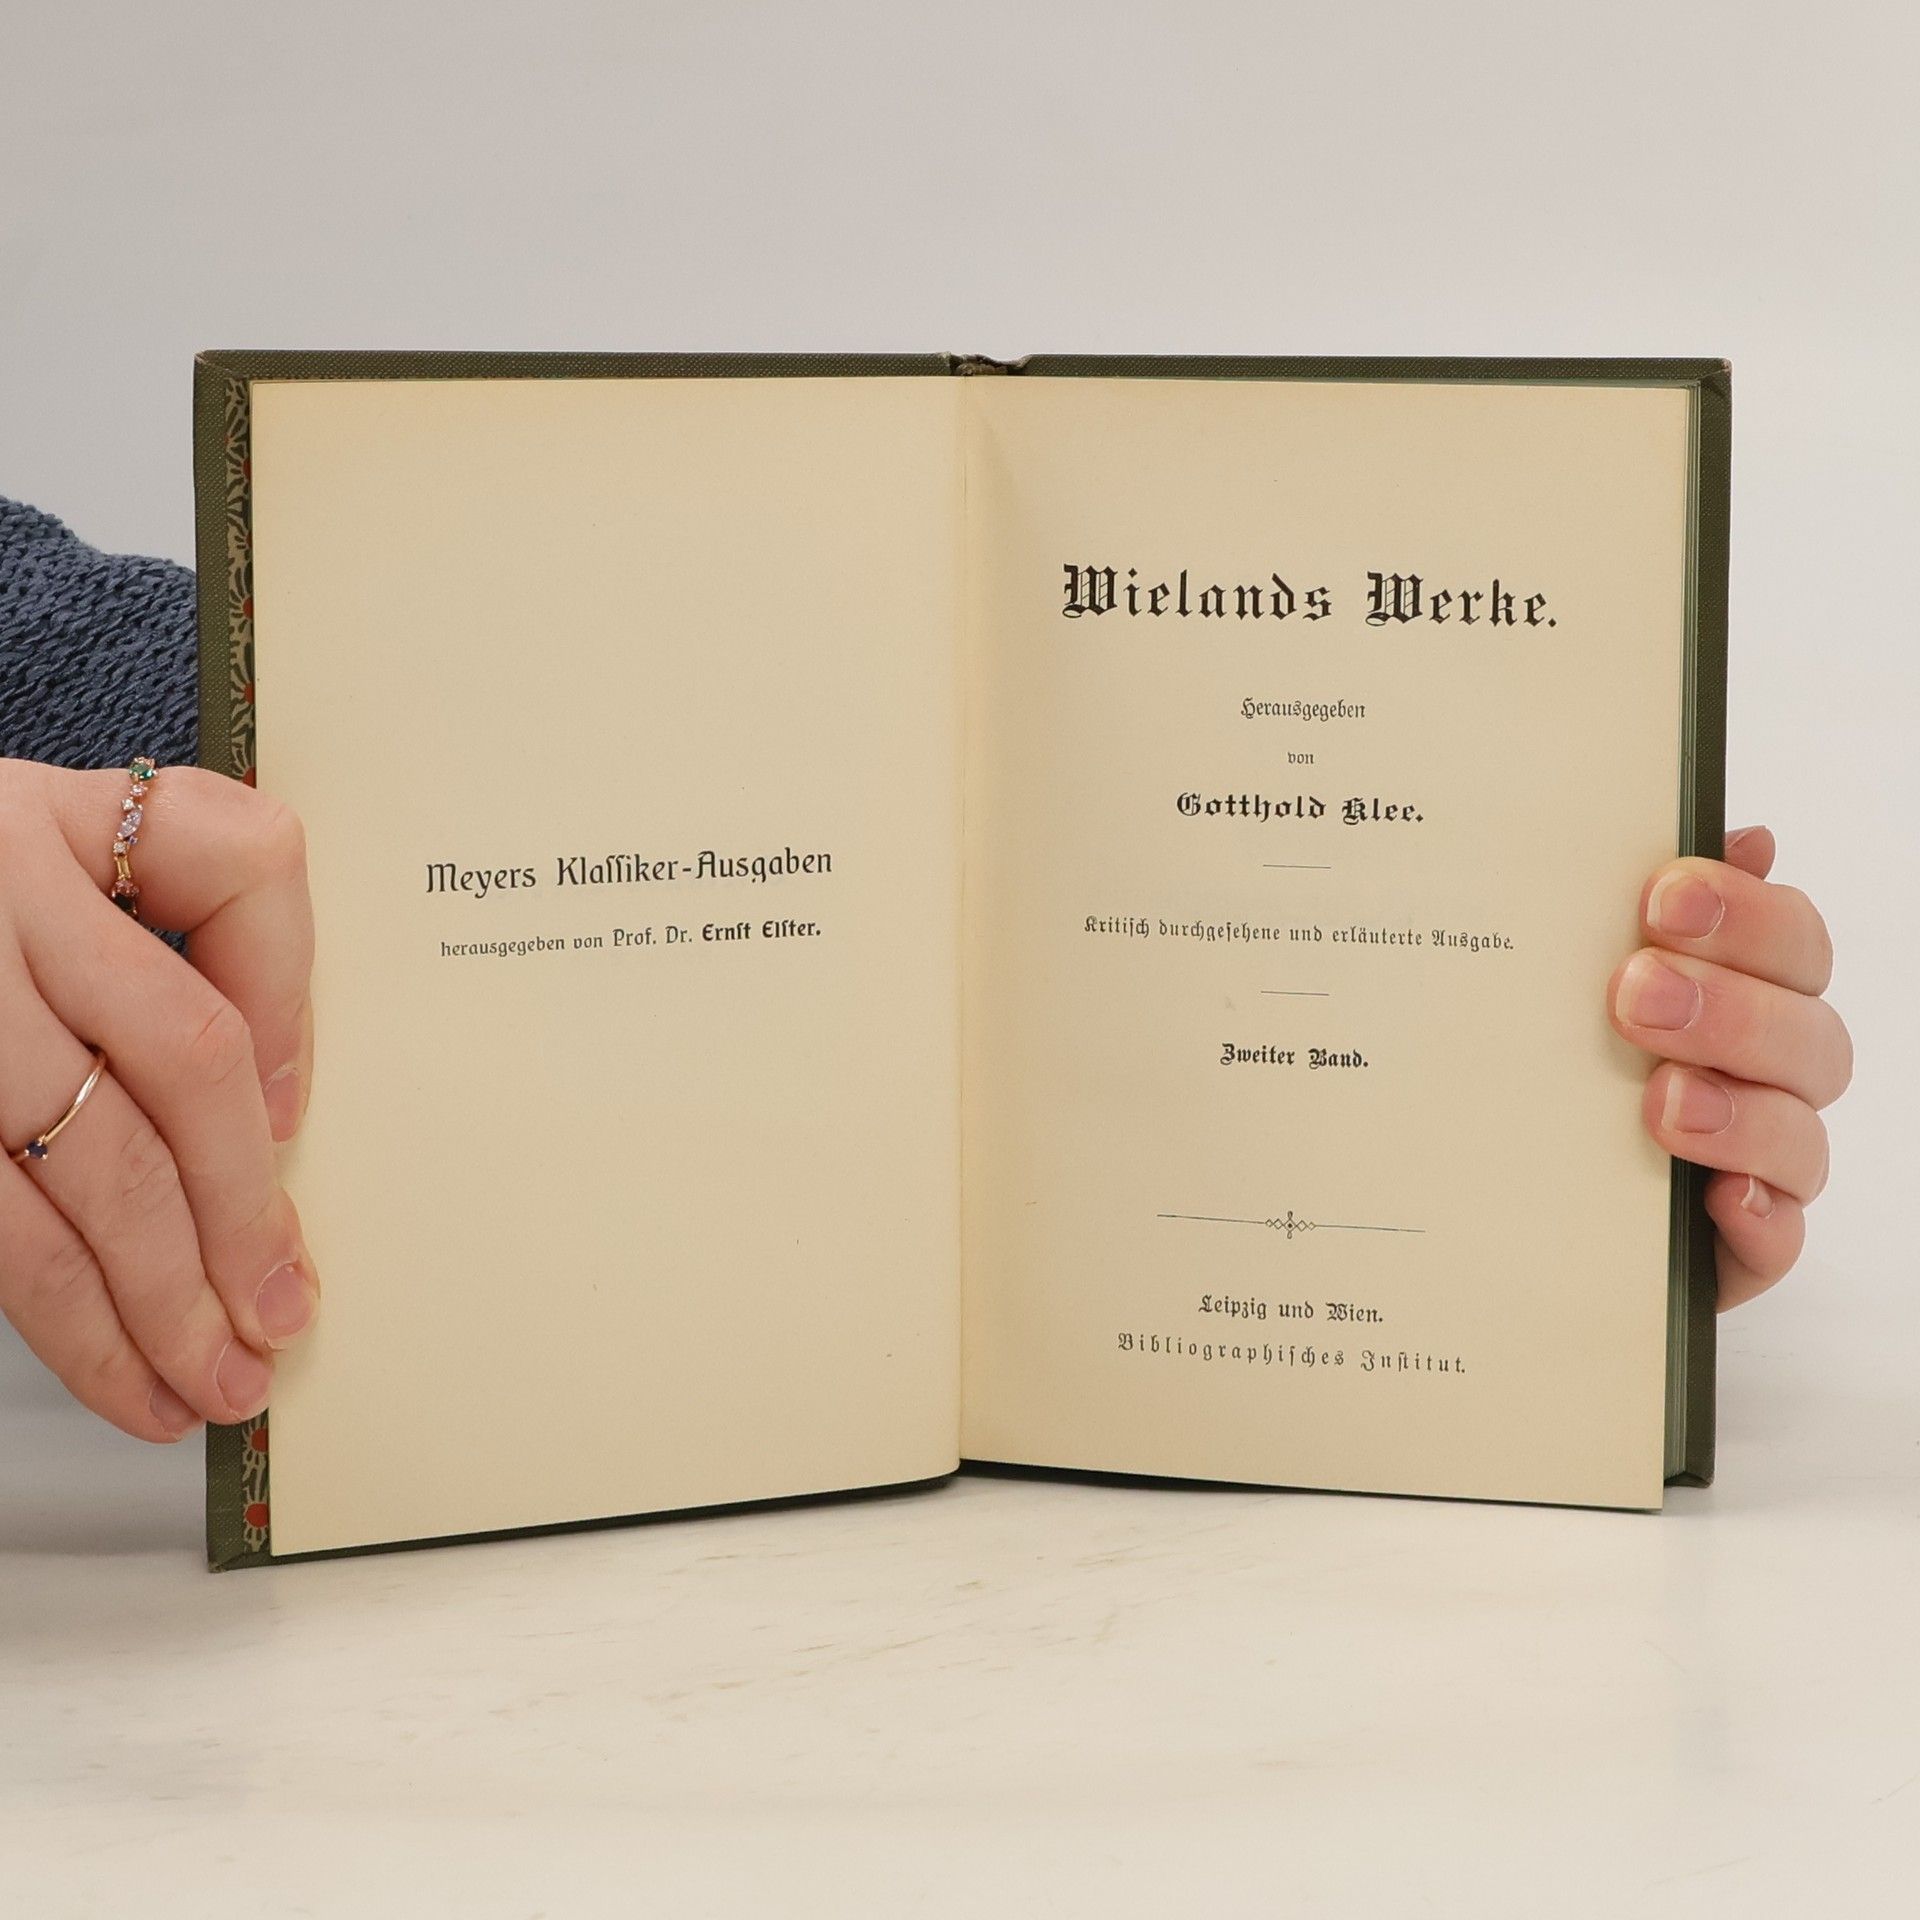 Meyers Klaſſiker-Ausgaben
herausgegeben von Prof. Dr. Ernſt Elſter.
Wielands Werke.
Herausgegeben
von
Gotthold Klee.
Kritiſch durchgeſehene und erläuterte Ausgabe.
Zweiter Band.
Leipzig und Wien.
Bibliographiſches Inſtitut.